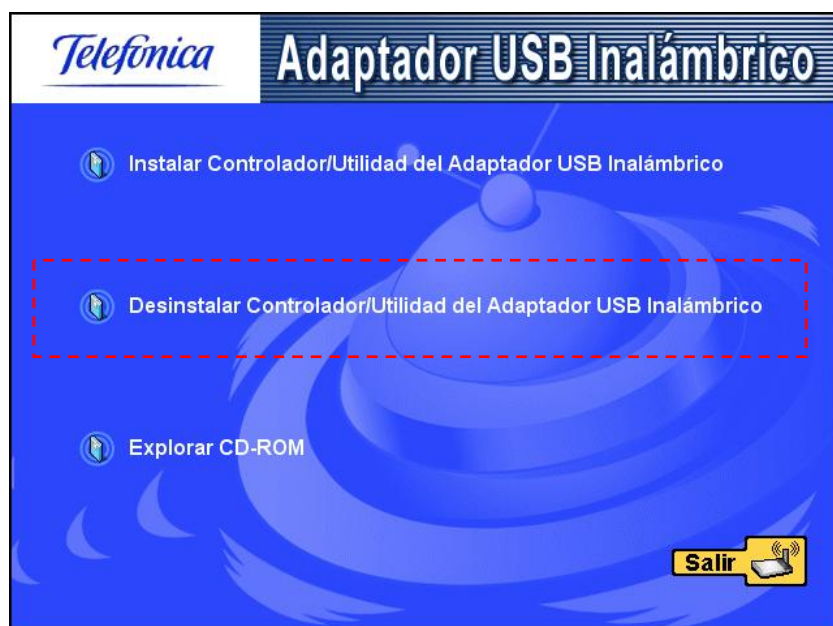 Telefónica
Adaptador USB Inalámbrico
Instalar Controlador/Utilidad del Adaptador USB Inalámbrico
Desinstalar Controlador/Utilidad del Adaptador USB Inalámbrico
Explorar CD-ROM
Salir